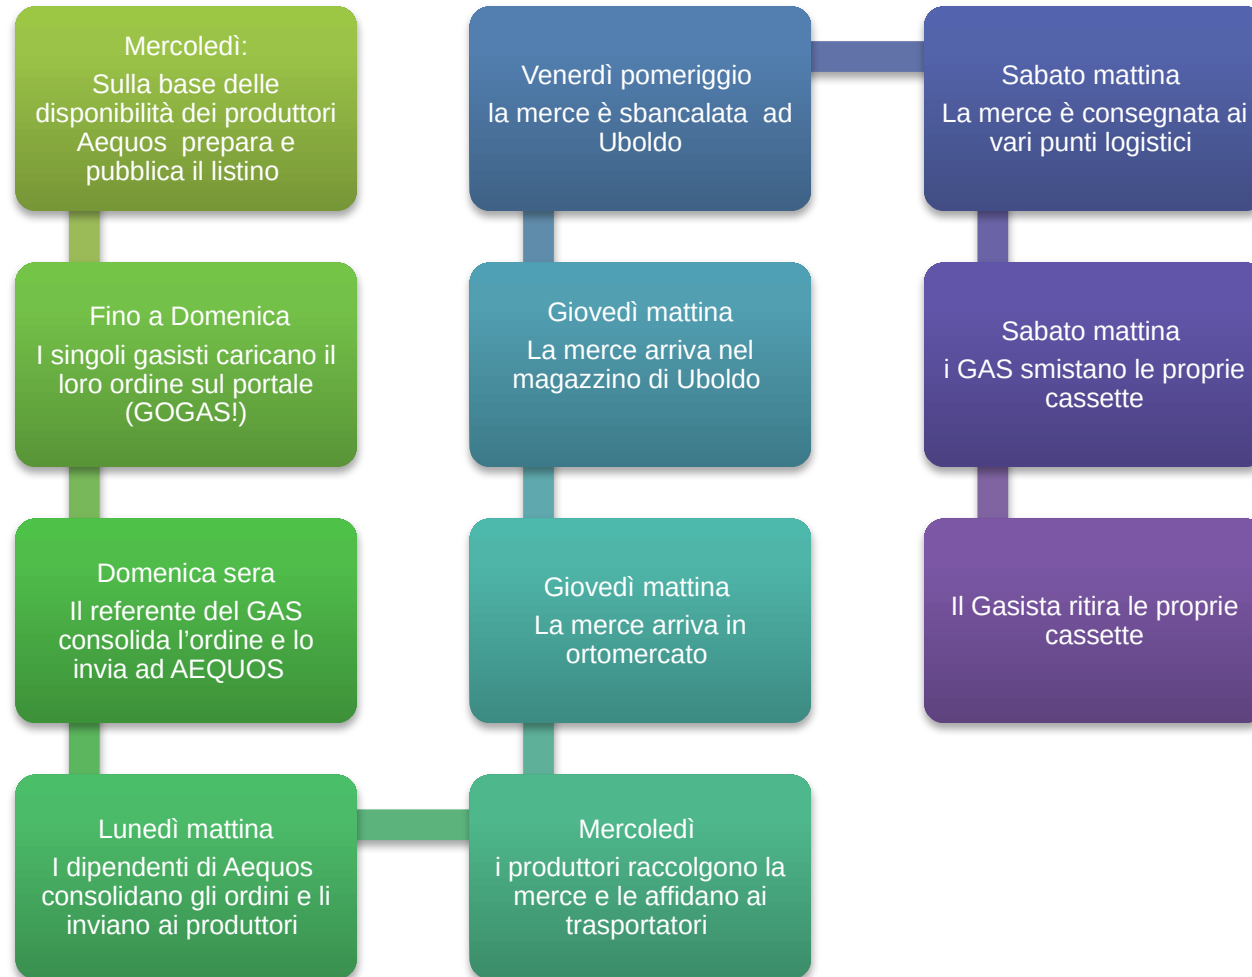 Mercoledì:
Sulla base delle
disponibilità dei produttori
Aequos prepara e
pubblica il listino
Fino a Domenica
I singoli gasisti caricano il
loro ordine sul portale
(GOGAS!)
Domenica sera
Il referente del GAS
consolida l’ordine e lo
invia ad AEQUOS
Lunedì mattina
I dipendenti di Aequos
consolidano gli ordini e li
inviano ai produttori
Mercoledì
i produttori raccolgono la
merce e le affidano ai
trasportatori
Giovedì mattina
La merce arriva in
ortomercato
Giovedì mattina
La merce arriva nel
magazzino di Uboldo
Venerdì pomeriggio
la merce è sbancalata ad
Uboldo
Sabato mattina
La merce è consegnata ai
vari punti logistici
Sabato mattina
i GAS smistano le proprie
cassette
Il Gasista ritira le proprie
cassette